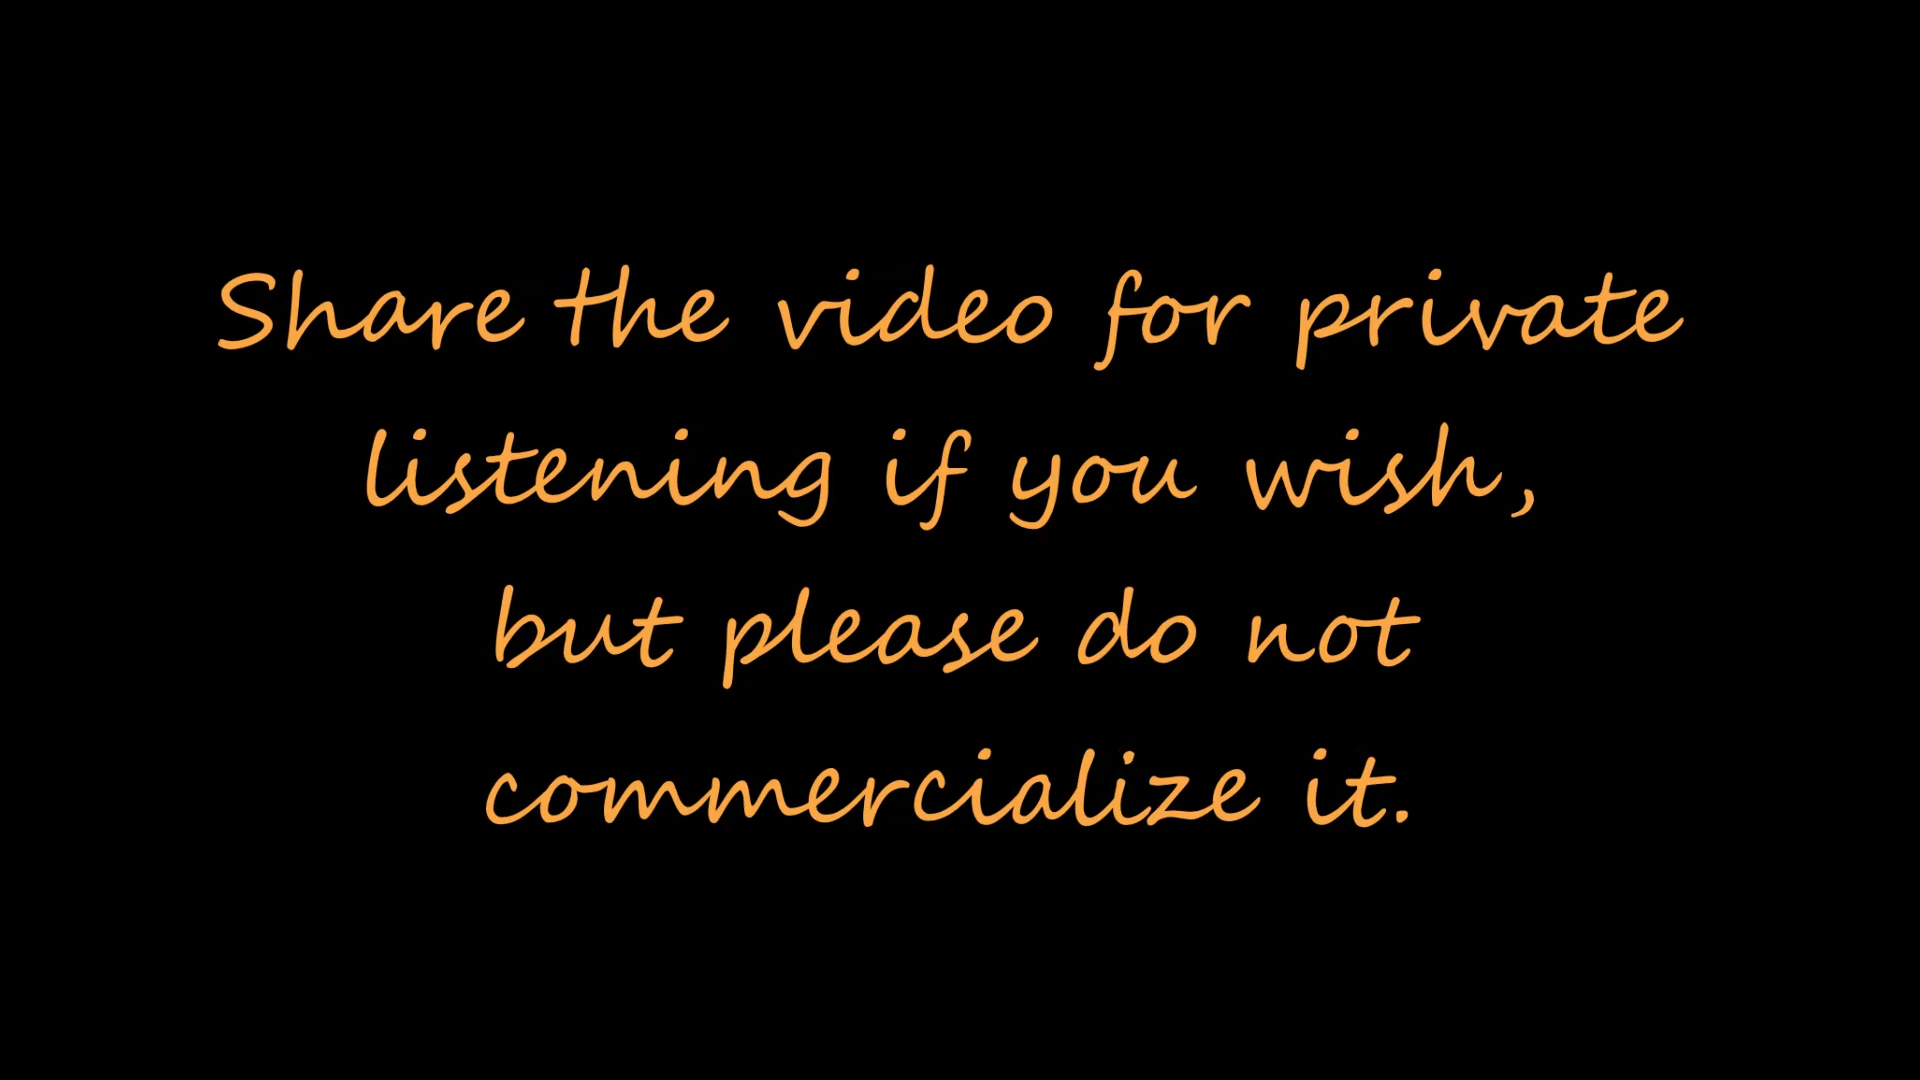 Share the video for private
listening if you wish,
but please do not
commercialize it.